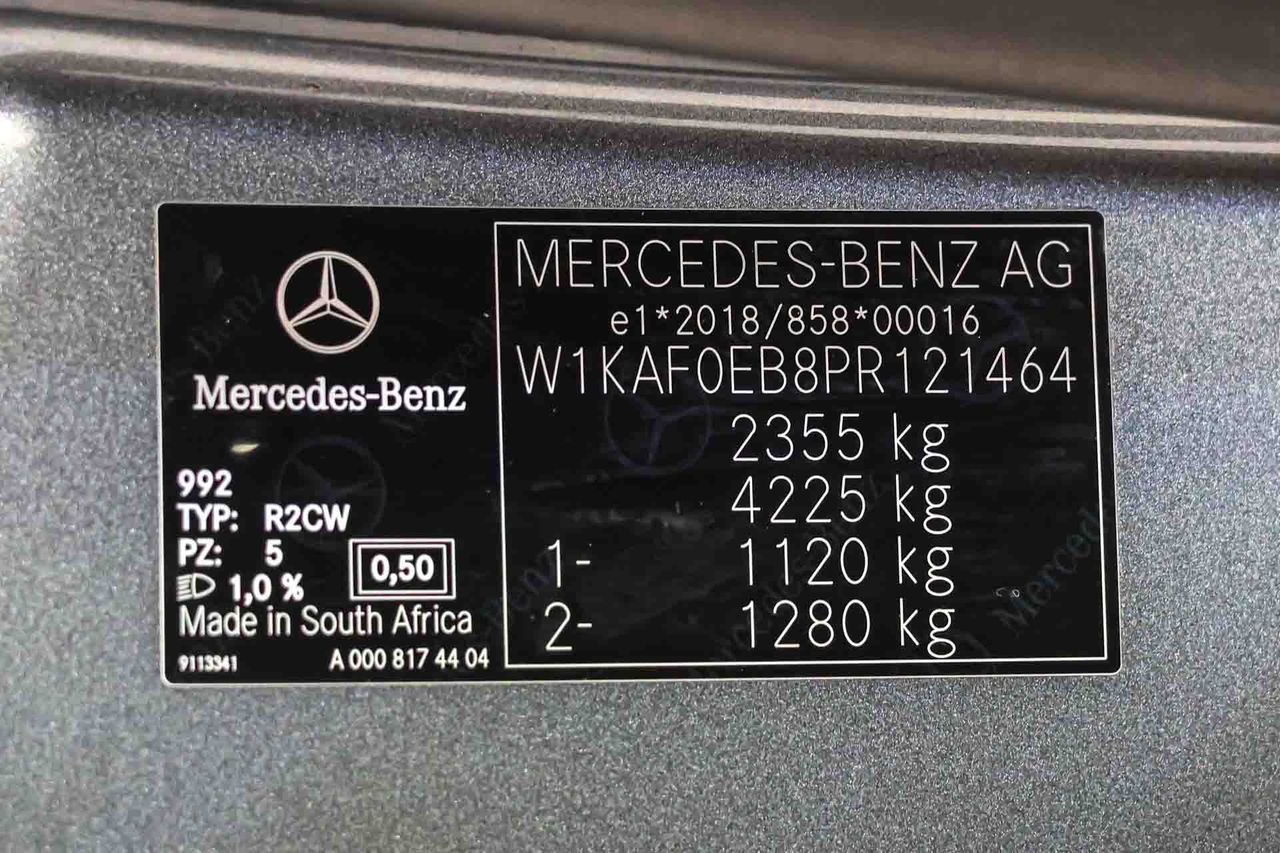 Mercedes-Benz
992
TYP: R2CW
PZ: 5
1,0 %
0,50
Made in South Africa
9113341
A 000 817 44 04
MERCEDES-BENZ AG
e1*2018/858*00016
W1KAF0EB8PR121464
2355 kg
4225 kg
1- 1120 kg
2- 1280 kg